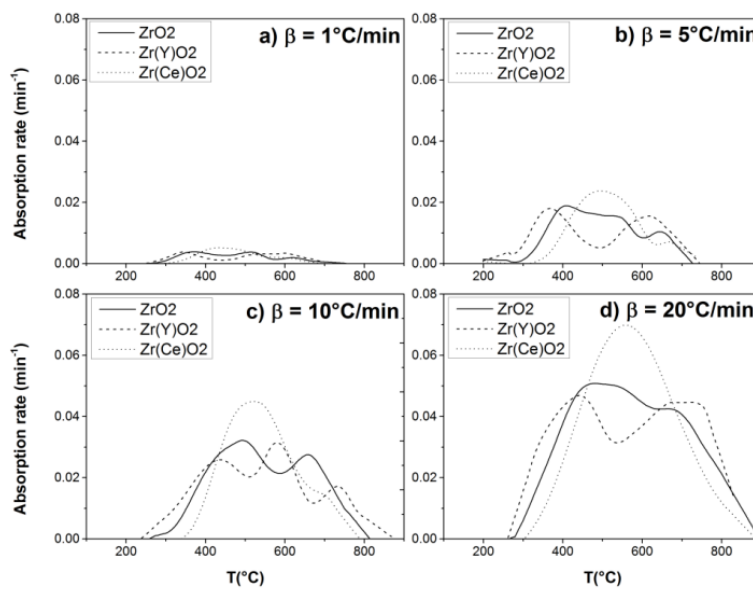 a) β = 1°C/min
ZrO2
Zr(Y)O2
Zr(Ce)O2
Absorption rate (min-1)
0.08
0.06
0.04
0.02
0.00
200 400 600 800
b) β = 5°C/min
ZrO2
Zr(Y)O2
Zr(Ce)O2
0.08
0.06
0.04
0.02
0.00
200 400 600 800
c) β = 10°C/min
ZrO2
Zr(Y)O2
Zr(Ce)O2
Absorption rate (min-1)
0.08
0.06
0.04
0.02
0.00
200 400 600 800
T(°C)
d) β = 20°C/min
ZrO2
Zr(Y)O2
Zr(Ce)O2
0.08
0.06
0.04
0.02
0.00
200 400 600 800
T(°C)